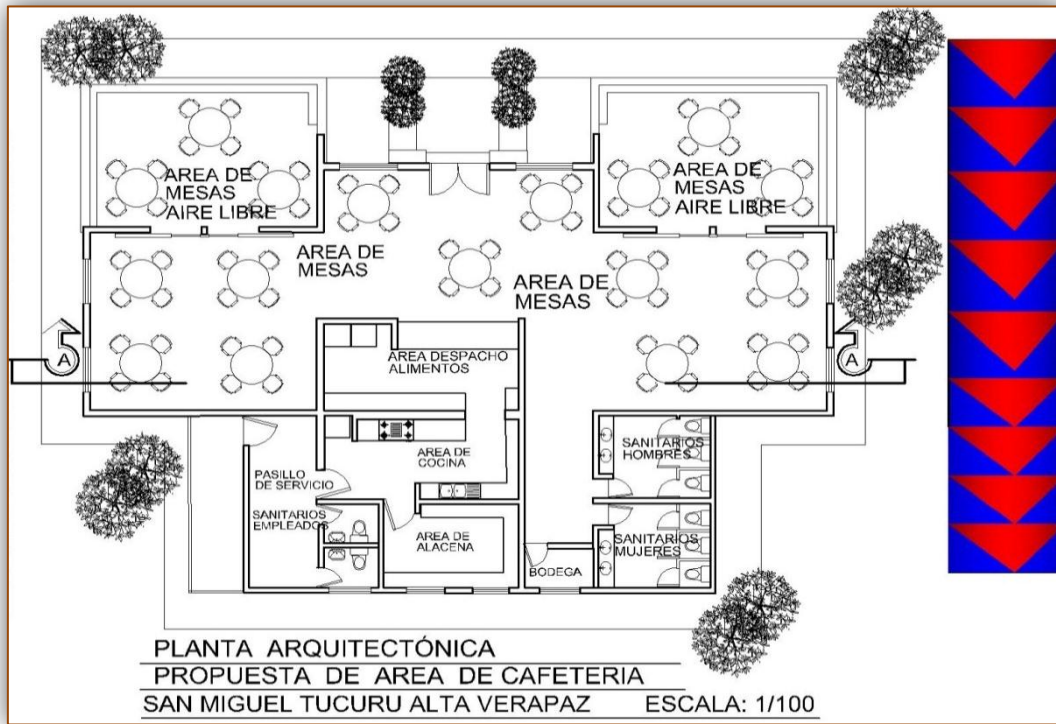 AREA DE
MESAS
AIRE LIBRE
AREA DE
MESAS
AIRE LIBRE
AREA DE
MESAS
AREA DE
MESAS
A
A
AREA DESPACHO
ALIMENTOS
AREA DE
COCINA
SANITARIOS
HOMBRES
PASILLO
DE SERVICIO
SANITARIOS
EMPLEADOS
AREA DE
ALACENA
SANITARIOS
MUJERES
BODEGA
PLANTA ARQUITECTÓNICA
PROPUESTA DE AREA DE CAFETERIA
SAN MIGUEL TUCURU ALTA VERAPAZ ESCALA: 1/100